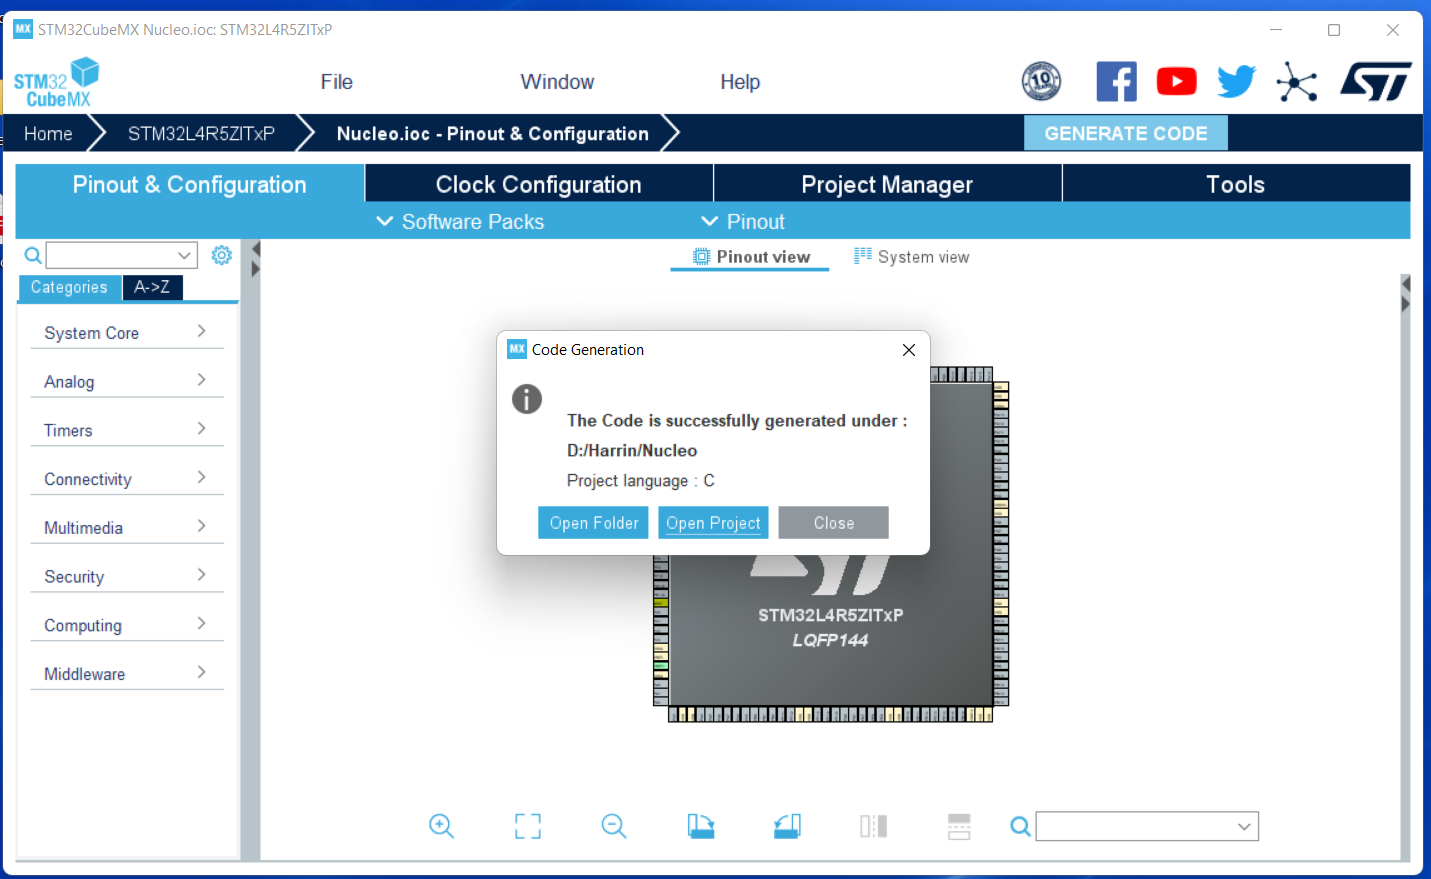 MX STM32CubeMX Nucleo.ioc: STM32L4R5ZITxP
STM32
CubeMX
File
Window
Help
10
ST
Home
STM32L4R5ZITxP
Nucleo.ioc - Pinout & Configuration
GENERATE CODE
Pinout & Configuration
Clock Configuration
Project Manager
Tools
Software Packs
Pinout
Pinout view
System view
Categories
A->Z
System Core
Analog
Timers
Connectivity
Multimedia
Security
Computing
Middleware
MX Code Generation
The Code is successfully generated under :
D:/Harrin/Nucleo
Project language : C
Open Folder
Open Project
Close
STM32L4R5ZITxP
LQFP144